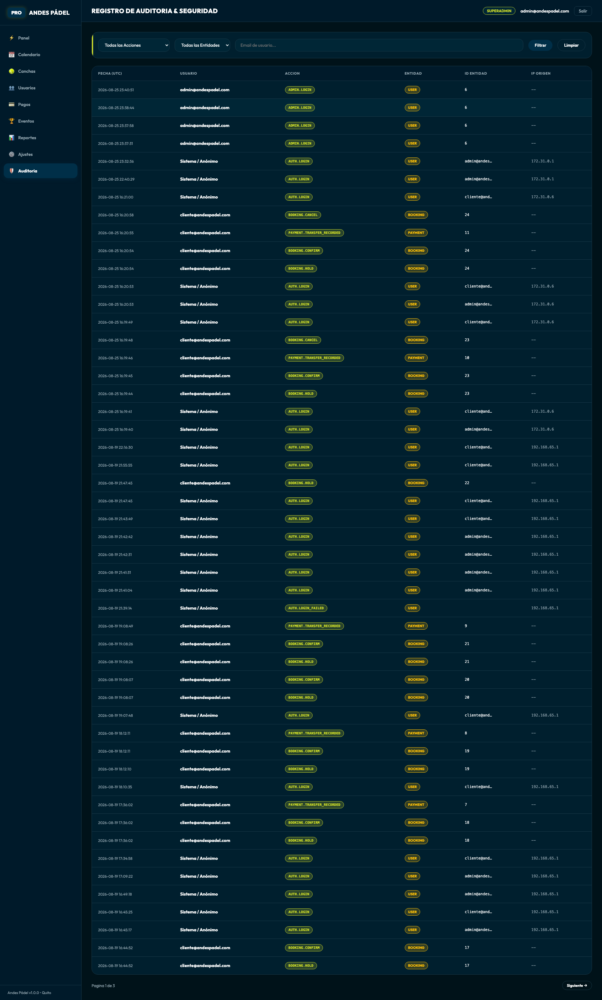 PRO ANDES PÁDEL
⚡ Panel
📅 Calendario
🎾 Canchas
👥 Usuarios
💳 Pagos
🏆 Eventos
📊 Reportes
⚙️ Ajustes
🛡️ Auditoria
Andes Pádel v1.0.0 • Quito
REGISTRO DE AUDITORIA & SEGURIDAD
SUPERADMIN admin@andespadel.com Salir
Todas las Acciones Todas las Entidades Email de usuario... Filtrar Limpiar
FECHA (UTC) USUARIO ACCION ENTIDAD ID ENTIDAD IP ORIGEN
2026-08-25 23:40:51 admin@andespadel.com ADMIN.LOGIN USER 6 —
2026-08-25 23:38:44 admin@andespadel.com ADMIN.LOGIN USER 6 —
2026-08-25 23:37:58 admin@andespadel.com ADMIN.LOGIN USER 6 —
2026-08-25 23:37:31 admin@andespadel.com ADMIN.LOGIN USER 6 —
2026-08-25 23:32:36 Sistema / Anónimo AUTH.LOGIN USER admin@andes… 172.31.0.1
2026-08-25 22:40:29 Sistema / Anónimo AUTH.LOGIN USER admin@andes… 172.31.0.1
2026-08-25 16:21:00 Sistema / Anónimo AUTH.LOGIN USER cliente@and… 172.31.0.6
2026-08-25 16:20:58 cliente@andespadel.com BOOKING.CANCEL BOOKING 24 —
2026-08-25 16:20:55 cliente@andespadel.com PAYMENT.TRANSFER_RECORDED PAYMENT 11 —
2026-08-25 16:20:54 cliente@andespadel.com BOOKING.CONFIRM BOOKING 24 —
2026-08-25 16:20:54 cliente@andespadel.com BOOKING.HOLD BOOKING 24 —
2026-08-25 16:20:53 Sistema / Anónimo AUTH.LOGIN USER cliente@and… 172.31.0.6
2026-08-25 16:20:53 Sistema / Anónimo AUTH.LOGIN USER admin@andes… 172.31.0.6
2026-08-25 16:19:49 Sistema / Anónimo AUTH.LOGIN USER cliente@and… 172.31.0.6
2026-08-25 16:19:48 cliente@andespadel.com BOOKING.CANCEL BOOKING 23 —
2026-08-25 16:19:46 cliente@andespadel.com PAYMENT.TRANSFER_RECORDED PAYMENT 10 —
2026-08-25 16:19:45 cliente@andespadel.com BOOKING.CONFIRM BOOKING 23 —
2026-08-25 16:19:44 cliente@andespadel.com BOOKING.HOLD BOOKING 23 —
2026-08-25 16:19:41 Sistema / Anónimo AUTH.LOGIN USER cliente@and… 172.31.0.6
2026-08-25 16:19:40 Sistema / Anónimo AUTH.LOGIN USER admin@andes… 172.31.0.6
2026-08-19 22:16:30 Sistema / Anónimo AUTH.LOGIN USER cliente@and… 192.168.65.1
2026-08-19 21:55:55 Sistema / Anónimo AUTH.LOGIN USER cliente@and… 192.168.65.1
2026-08-19 21:47:45 cliente@andespadel.com BOOKING.HOLD BOOKING 22 —
2026-08-19 21:47:45 Sistema / Anónimo AUTH.LOGIN USER cliente@and… 192.168.65.1
2026-08-19 21:43:49 Sistema / Anónimo AUTH.LOGIN USER cliente@and… 192.168.65.1
2026-08-19 21:42:42 Sistema / Anónimo AUTH.LOGIN USER admin@andes… 192.168.65.1
2026-08-19 21:42:31 Sistema / Anónimo AUTH.LOGIN USER admin@andes… 192.168.65.1
2026-08-19 21:41:31 Sistema / Anónimo AUTH.LOGIN USER admin@andes… 192.168.65.1
2026-08-19 21:41:04 Sistema / Anónimo AUTH.LOGIN USER admin@andes… 192.168.65.1
2026-08-19 21:39:14 Sistema / Anónimo AUTH.LOGIN_FAILED USER 192.168.65.1
2026-08-19 19:08:49 cliente@andespadel.com PAYMENT.TRANSFER_RECORDED PAYMENT 9 —
2026-08-19 19:08:26 cliente@andespadel.com BOOKING.CONFIRM BOOKING 21 —
2026-08-19 19:08:26 cliente@andespadel.com BOOKING.HOLD BOOKING 21 —
2026-08-19 19:08:07 cliente@andespadel.com BOOKING.CONFIRM BOOKING 20 —
2026-08-19 19:08:07 cliente@andespadel.com BOOKING.HOLD BOOKING 20 —
2026-08-19 19:07:48 Sistema / Anónimo AUTH.LOGIN USER cliente@and… 192.168.65.1
2026-08-19 18:12:11 cliente@andespadel.com PAYMENT.TRANSFER_RECORDED PAYMENT 8 —
2026-08-19 18:12:11 cliente@andespadel.com BOOKING.CONFIRM BOOKING 19 —
2026-08-19 18:12:10 cliente@andespadel.com BOOKING.HOLD BOOKING 19 —
2026-08-19 18:10:35 Sistema / Anónimo AUTH.LOGIN USER cliente@and… 192.168.65.1
2026-08-19 17:36:02 cliente@andespadel.com PAYMENT.TRANSFER_RECORDED PAYMENT 7 —
2026-08-19 17:36:02 cliente@andespadel.com BOOKING.CONFIRM BOOKING 18 —
2026-08-19 17:36:02 cliente@andespadel.com BOOKING.HOLD BOOKING 18 —
2026-08-19 17:34:58 Sistema / Anónimo AUTH.LOGIN USER cliente@and… 192.168.65.1
2026-08-19 17:09:22 Sistema / Anónimo AUTH.LOGIN USER admin@andes… 192.168.65.1
2026-08-19 16:49:18 Sistema / Anónimo AUTH.LOGIN USER admin@andes… 192.168.65.1
2026-08-19 16:45:25 Sistema / Anónimo AUTH.LOGIN USER cliente@and… 192.168.65.1
2026-08-19 16:45:17 Sistema / Anónimo AUTH.LOGIN USER admin@andes… 192.168.65.1
2026-08-19 16:44:52 cliente@andespadel.com BOOKING.CONFIRM BOOKING 17 —
2026-08-19 16:44:52 cliente@andespadel.com BOOKING.HOLD BOOKING 17 —
Pagina 1 de 3 Siguiente →